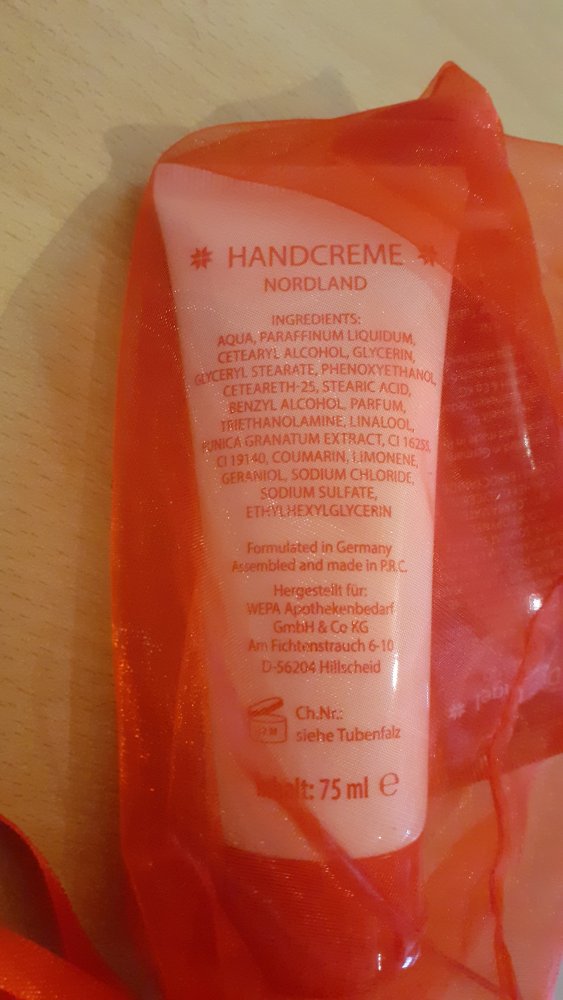 HANDCREME
NORDLAND
INGREDIENTS:
AQUA, PARAFFINUM LIQUIDUM,
CETEARYL ALCOHOL, GLYCERIN,
GLYCERYL STEARATE, PHENOXYETHANOL,
CETEARETH-25, STEARIC ACID,
BENZYL ALCOHOL, PARFUM,
TRIETHANOLAMINE, LINALOOL,
GRANATUM EXTRACT, CI 16255,
CI 19140, COUMARIN, LIMONENE,
GERANIOL, SODIUM CHLORIDE,
SODIUM SULFATE,
ETHYLHEXYLGLYCERIN
Formulated in Germany
Assembled and made in P.R.C.
Hergestellt für:
WEPA Apothekenbedarf
GmbH & Co KG
Am Fichtenstrauch 6-10
D-56204 Hillscheid
Ch.Nr.:
siehe Tubenfalz
75 ml e